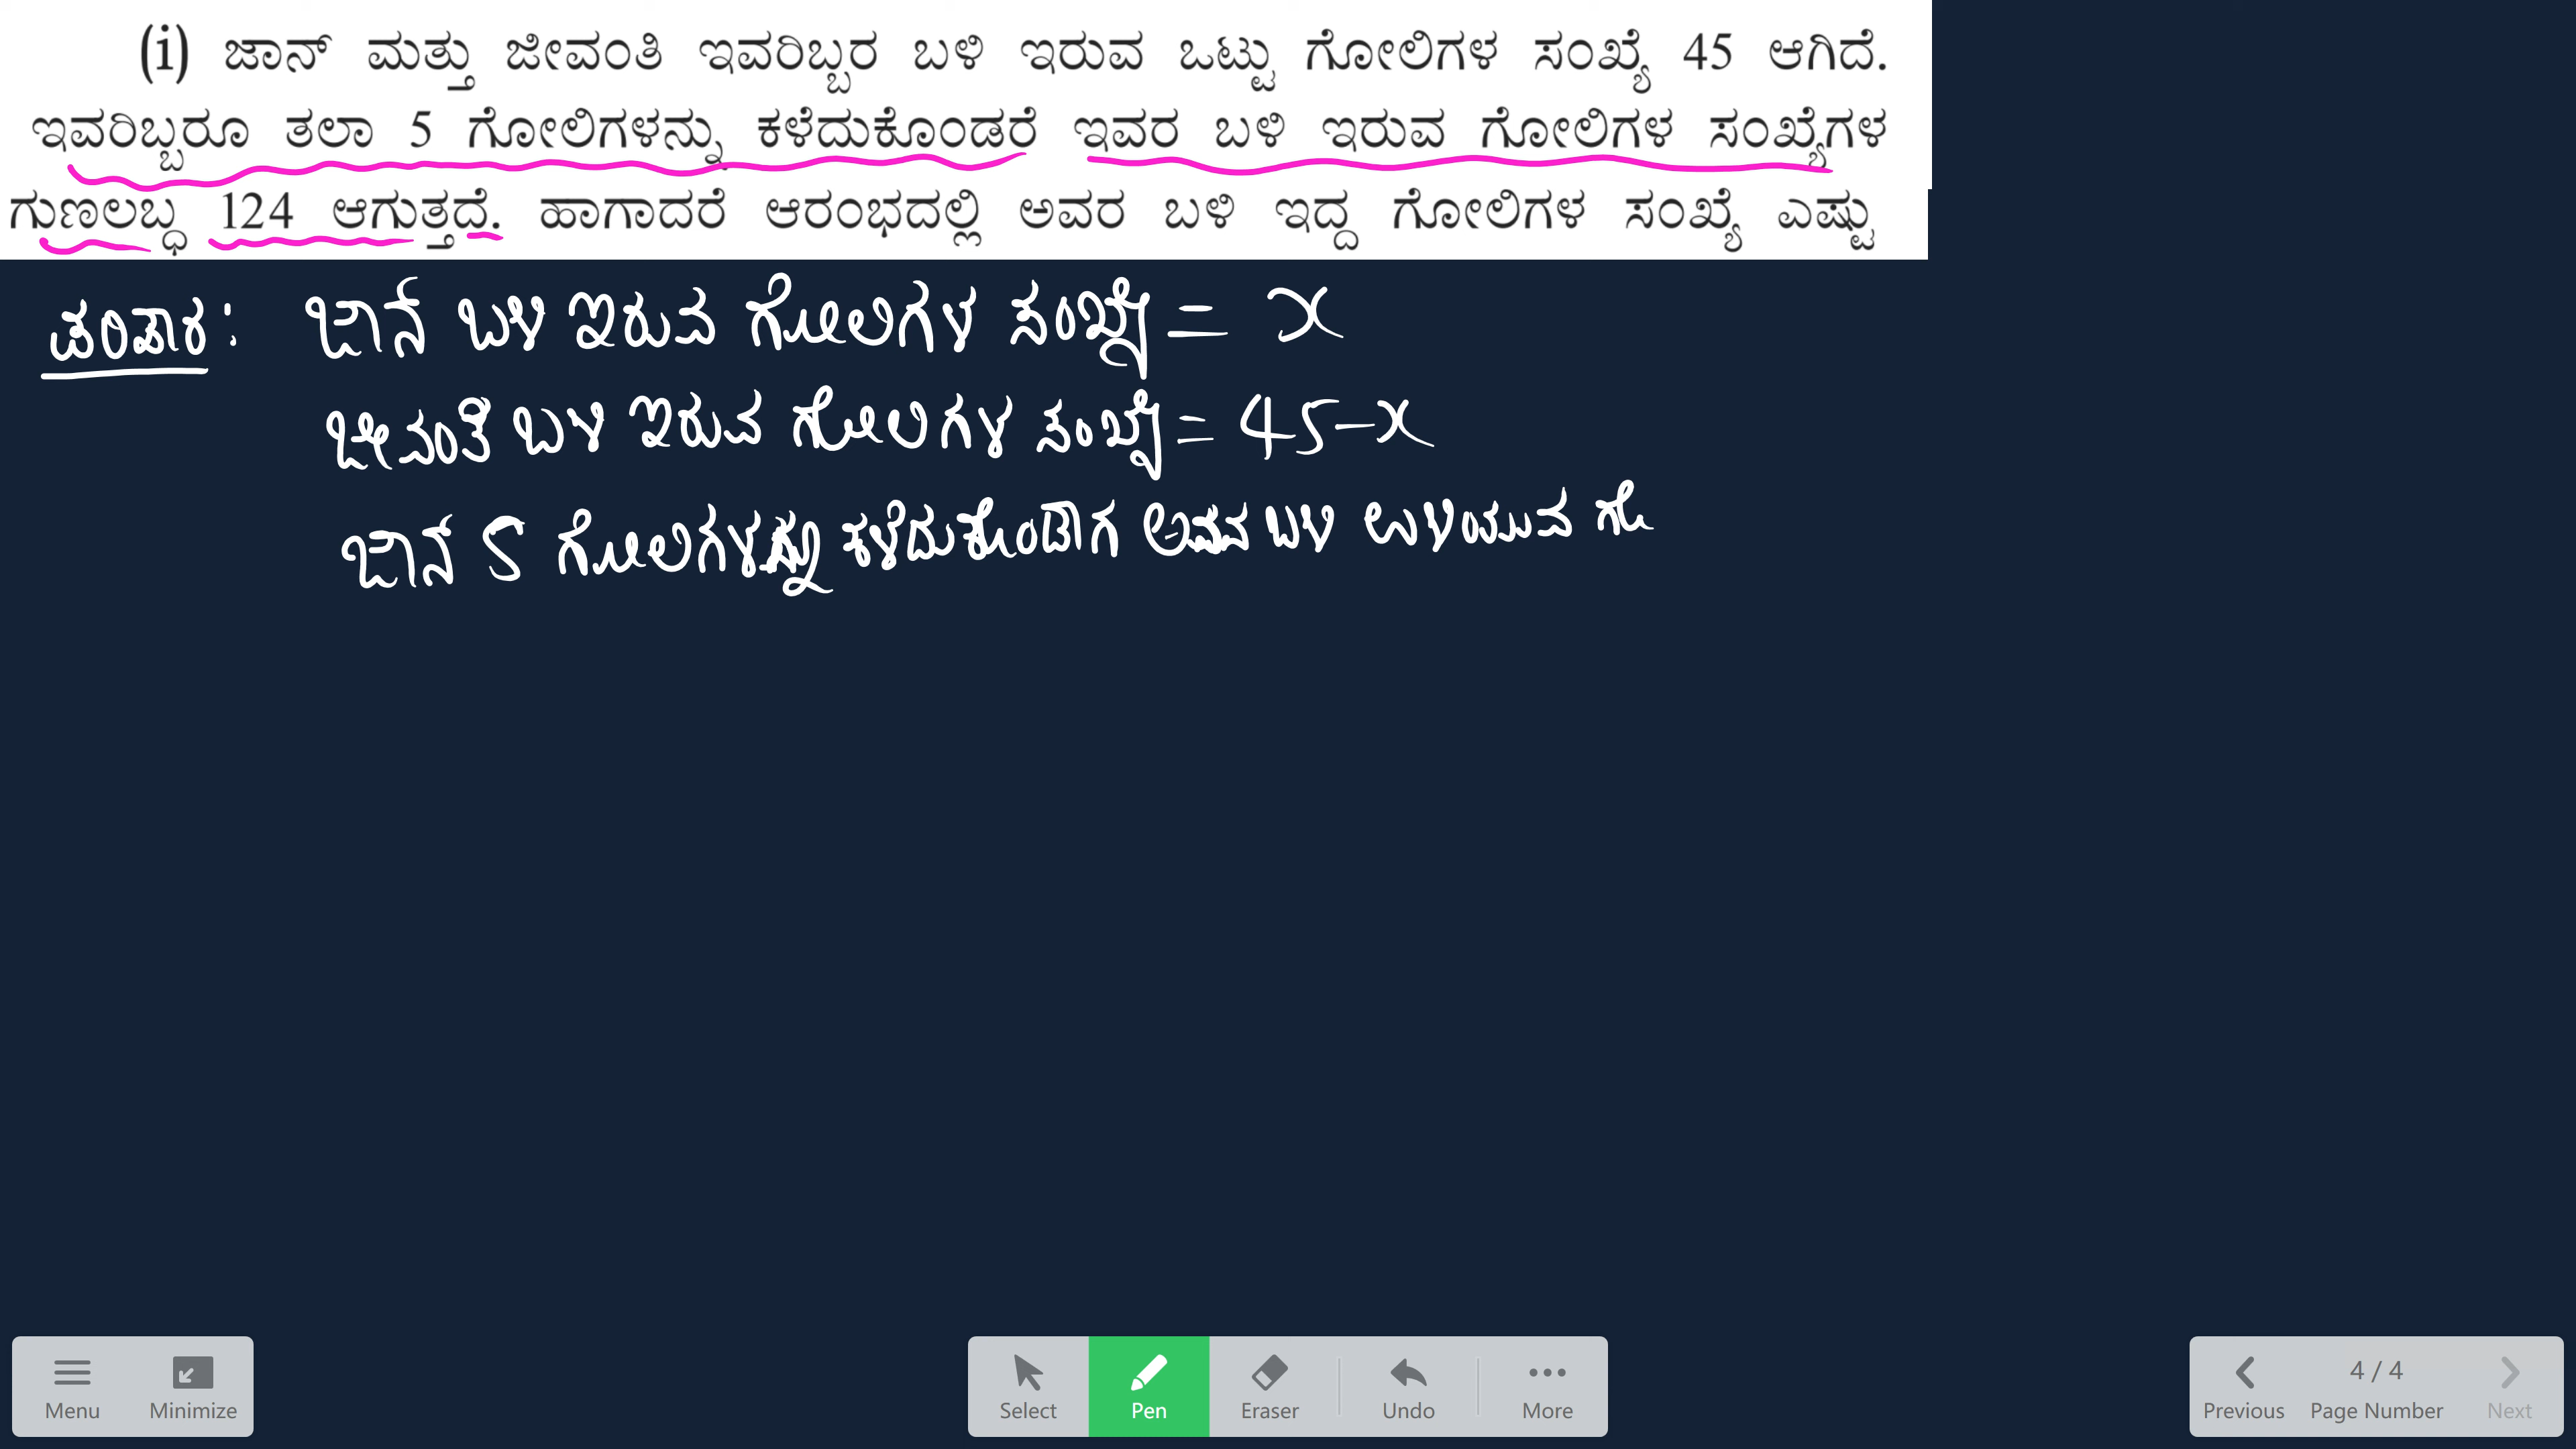 (i) ಜಾನ್ ಮತ್ತು ಜೀವಂತಿ ಇವರಿಬ್ಬರ ಬಳಿ ಇರುವ ಒಟ್ಟು ಗೋಲಿಗಳ ಸಂಖ್ಯೆ 45 ಆಗಿದೆ.
ಇವರಿಬ್ಬರೂ ತಲಾ 5 ಗೋಲಿಗಳನ್ನು ಕಳೆದುಕೊಂಡರೆ ಇವರ ಬಳಿ ಇರುವ ಗೋಲಿಗಳ ಸಂಖ್ಯೆಗಳ
ಗುಣಲಬ್ಧ 124 ಆಗುತ್ತದೆ. ಹಾಗಾದರೆ ಆರಂಭದಲ್ಲಿ ಅವರ ಬಳಿ ಇದ್ದ ಗೋಲಿಗಳ ಸಂಖ್ಯೆ ಎಷ್ಟು
ಪರಿಹಾರ: ಜಾನ್ ಬಳಿ ಇರುವ ಗೋಲಿಗಳ ಸಂಖ್ಯೆ = x
ಜೀವಂತಿ ಬಳಿ ಇರುವ ಗೋಲಿಗಳ ಸಂಖ್ಯೆ = 45-x
ಜಾನ್ 5 ಗೋಲಿಗಳನ್ನು ಕಳೆದುಕೊಂಡಾಗ ಅವನ ಬಳಿ ಉಳಿಯುವ ಗೋ
Menu Minimize Select Pen Eraser Undo More Previous 4 / 4 Page Number Next